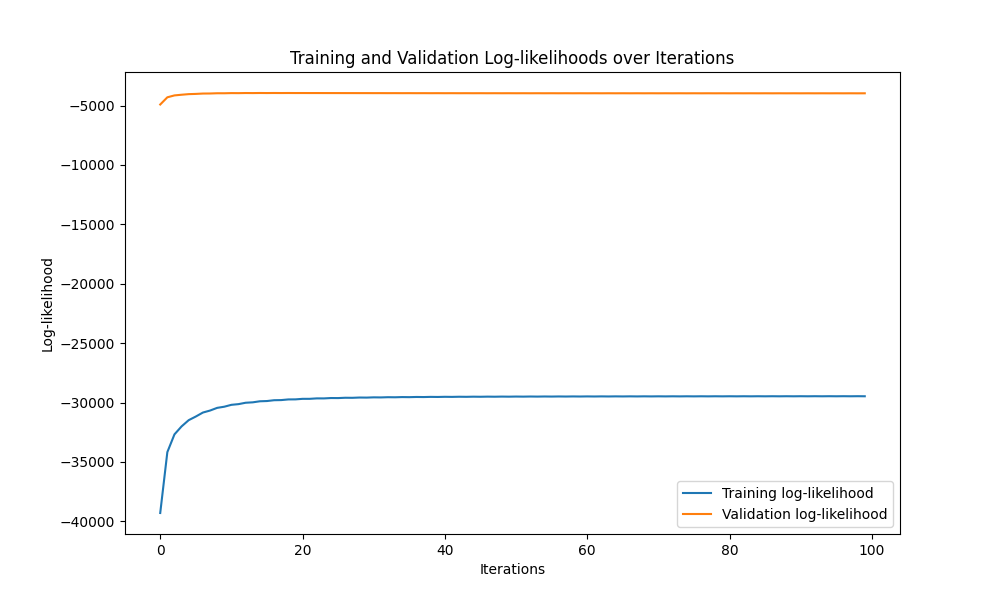 Training and Validation Log-likelihoods over Iterations
Log-likelihood
−5000
−10000
−15000
−20000
−25000
−30000
−35000
−40000
0 20 40 60 80 100
Iterations
Training log-likelihood
Validation log-likelihood